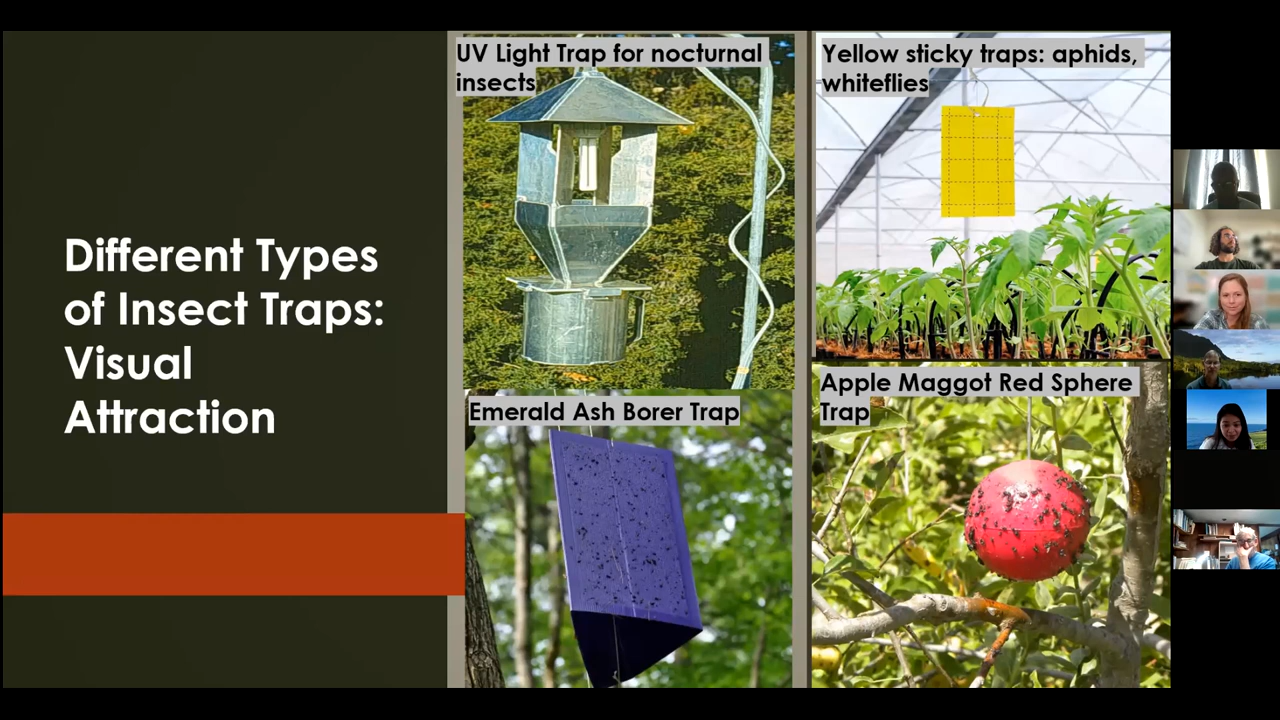 Different Types
of Insect Traps:
Visual
Attraction
UV Light Trap for nocturnal
insects
Yellow sticky traps: aphids,
whiteflies
Emerald Ash Borer Trap
Apple Maggot Red Sphere
Trap